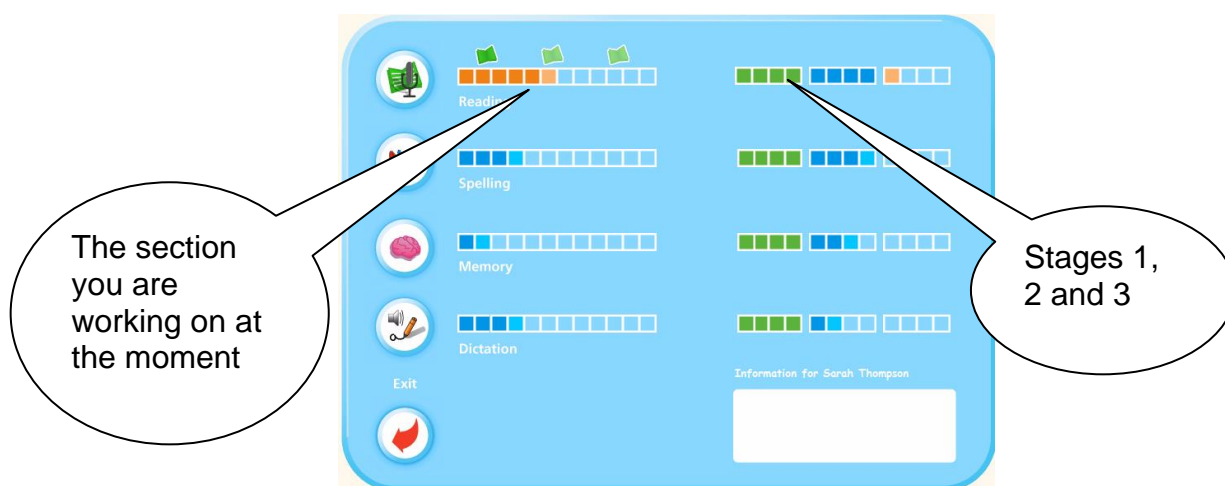 Reading
Spelling
Memory
Dictation
Exit
Information for Sarah Thompson
The section
you are
working on at
the moment
Stages 1,
2 and 3